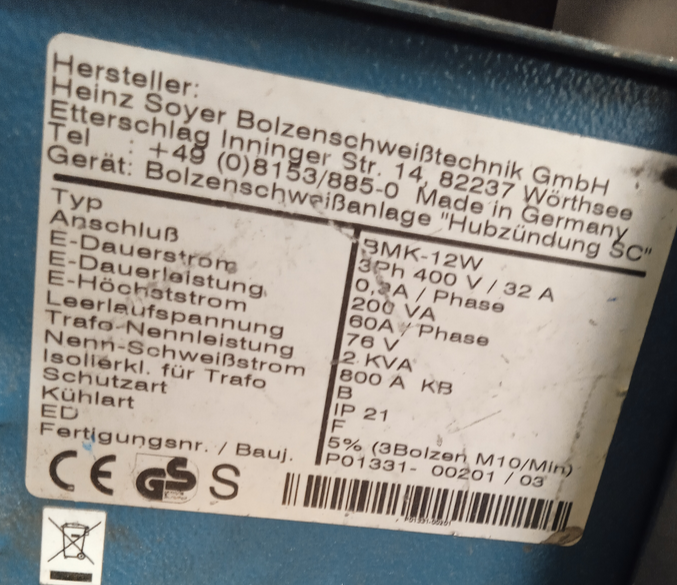 Hersteller:
Heinz Soyer Bolzenschweißtechnik GmbH
Etterschlag Inninger Str. 14, 82237 Wörthsee
Tel : +49 (0)8153/885-0 Made in Germany
Gerät: Bolzenschweißanlage "Hubzündung SC"
Typ BMK-12W
Anschluß 3Ph 400 V / 32 A
E-Dauerstrom A / Phase
E-Dauerleistung 200 VA
E-Höchststrom 60A / Phase
Leerlaufspannung 76 V
Trafo-Nennleistung 2 KVA
Nenn-Schweißstrom 800 A KB
Isolierkl. für Trafo B
Schutzart IP 21
Kühlart F
ED 5% (3Bolzen M10/Min)
Fertigungsnr. / Bauj. P01331- 00201 / 03
CE GS S
P01331-00201